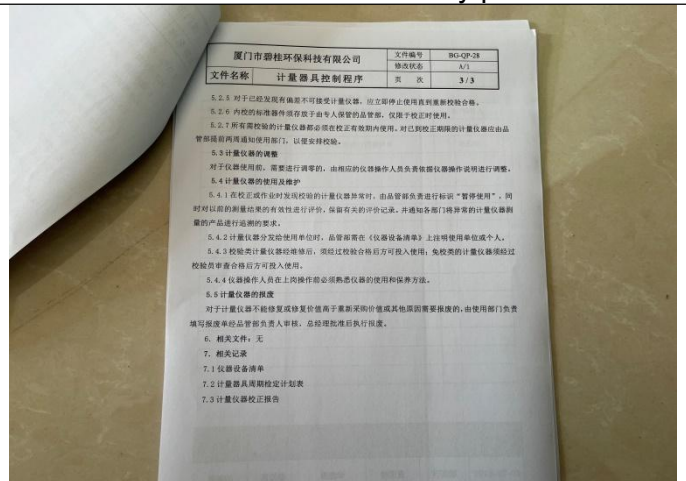 厦门市碧桂环保科技有限公司 文件编号 BG-QP-28
修改状态 A/1
文件名称 计量器具控制程序 页 次 3/3
5.2.5 对于已经发现有偏差不可接受计量仪器，应立即停止使用直到重新校验合格。
5.2.6 内校的标准器件须存放于由专人保管的品管部，仅限于校正时使用。
5.2.7 所有需校验的计量仪器都必须在校正有效期内使用。对已到校正期限的计量仪器应由品
管部提前两周通知使用部门，以便安排校验。
5.3 计量仪器的调整
对于仪器使用前，需要进行调零的，由相应的仪器操作人员负责依据仪器操作说明进行调整。
5.4 计量仪器的使用及维护
5.4.1 在校正或作业时发现校验的计量仪器异常时，由品管部负责进行标识“暂停使用”，同
时对以前的测量结果的有效性进行评价，保留有关的评价记录。并通知各部门将异常的计量仪器测
量的产品进行追溯的要求。
5.4.2 计量仪器分发给使用单位时，品管部需在《仪器设备清单》上注明使用单位或个人。
5.4.3 校验类计量仪器经维修后，须经过校验合格后方可投入使用；免校类的计量仪器须经过
校验员审查合格后方可投入使用。
5.4.4 仪器操作人员在上岗操作前必须熟悉仪器的使用和保养方法。
5.5 计量仪器的报废
对于计量仪器不能修复或修复价值高于重新采购价值或其他原因需要报废的，由使用部门负责
填写报废单经品管部负责人审核，总经理批准后执行报废。
6. 相关文件：无
7. 相关记录
7.1 仪器设备清单
7.2 计量器具周期检定计划表
7.3 计量仪器校正报告